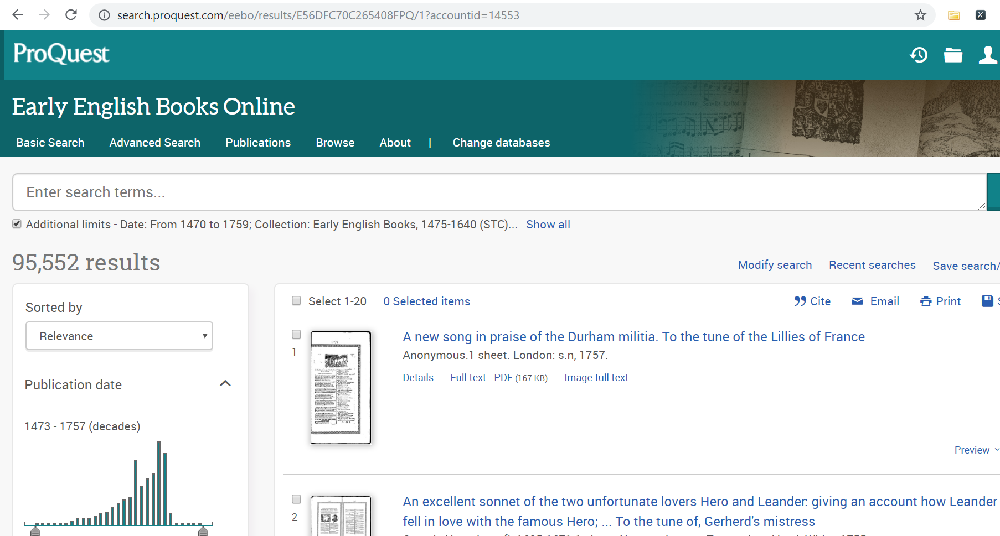 search.proquest.com/eebo/results/E56DFC70C265408FPQ/1?accountid=14553
ProQuest
Early English Books Online
Basic Search Advanced Search Publications Browse About | Change databases
Enter search terms...
Additional limits - Date: From 1470 to 1759; Collection: Early English Books, 1475-1640 (STC)... Show all
95,552 results
Modify search Recent searches Save search/
Sorted by
Relevance
Publication date
1473 - 1757 (decades)
Select 1-20 0 Selected items Cite Email Print
1
A new song in praise of the Durham militia. To the tune of the Lillies of France
Anonymous.1 sheet. London: s.n, 1757.
Details Full text - PDF (167 KB) Image full text
Preview
2
An excellent sonnet of the two unfortunate lovers Hero and Leander: giving an account how Leander
fell in love with the famous Hero; ... To the tune of, Gerherd's mistress